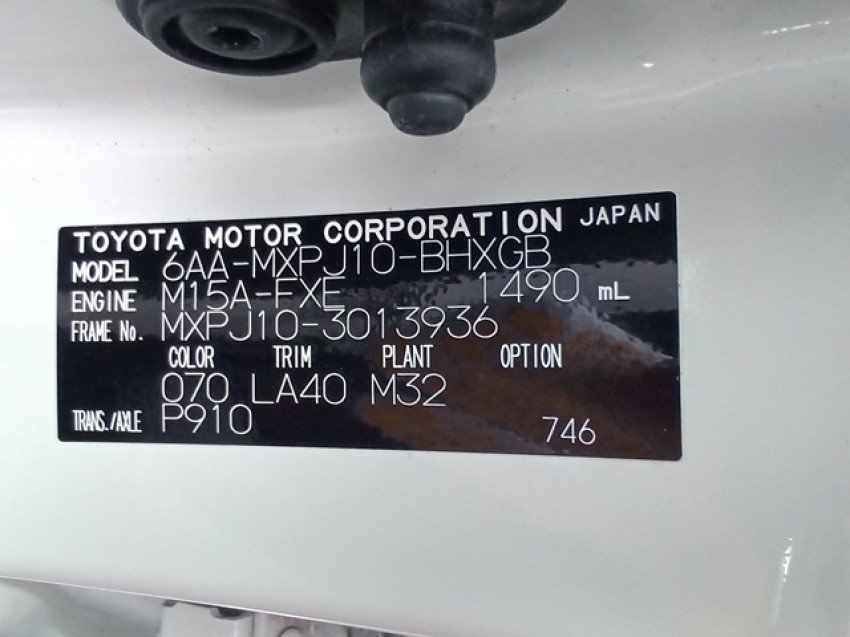 TOYOTA MOTOR CORPORATION JAPAN
MODEL 6AA-MXPJ10-BHXGB
ENGINE M15A-FXE 1490 mL
FRAME No. MXPJ10-3013936
COLOR TRIM PLANT OPTION
070 LA40 M32
TRANS./AXLE P910
746